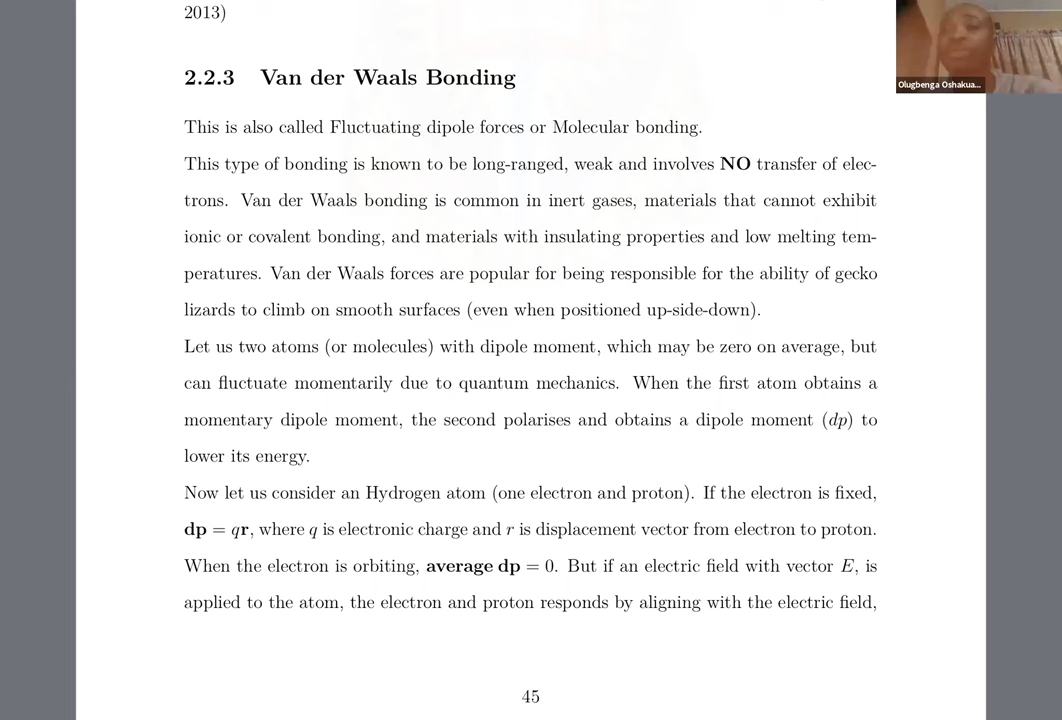 2013)
2.2.3 Van der Waals Bonding
Olugbenga Oshakua...
This is also called Fluctuating dipole forces or Molecular bonding.
This type of bonding is known to be long-ranged, weak and involves NO transfer of elec-
trons. Van der Waals bonding is common in inert gases, materials that cannot exhibit
ionic or covalent bonding, and materials with insulating properties and low melting tem-
peratures. Van der Waals forces are popular for being responsible for the ability of gecko
lizards to climb on smooth surfaces (even when positioned up-side-down).
Let us two atoms (or molecules) with dipole moment, which may be zero on average, but
can fluctuate momentarily due to quantum mechanics. When the first atom obtains a
momentary dipole moment, the second polarises and obtains a dipole moment (dp) to
lower its energy.
Now let us consider an Hydrogen atom (one electron and proton). If the electron is fixed,
dp = qr, where q is electronic charge and r is displacement vector from electron to proton.
When the electron is orbiting, average dp = 0. But if an electric field with vector E, is
applied to the atom, the electron and proton responds by aligning with the electric field,
45